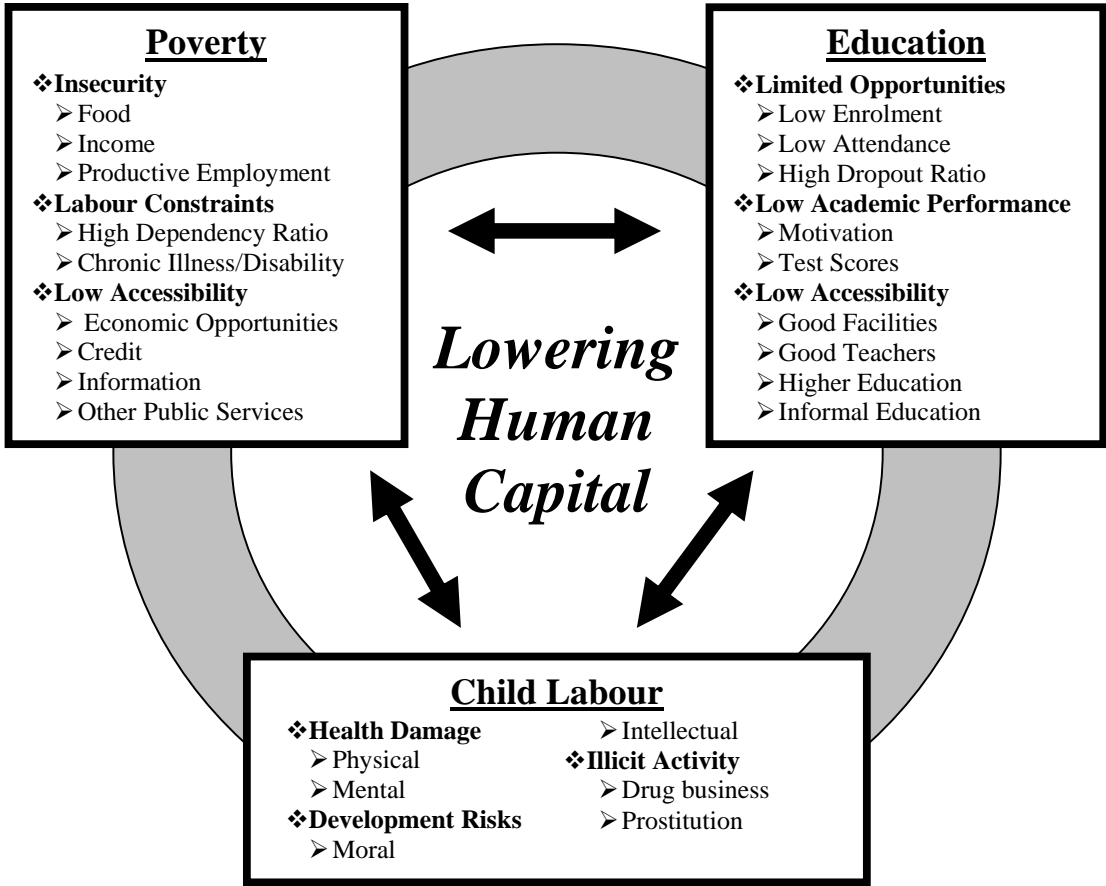 Poverty
❖Insecurity
➢Food
➢Income
➢Productive Employment
❖Labour Constraints
➢High Dependency Ratio
➢Chronic Illness/Disability
❖Low Accessibility
➢ Economic Opportunities
➢Credit
➢Information
➢Other Public Services
Education
❖Limited Opportunities
➢Low Enrolment
➢Low Attendance
➢High Dropout Ratio
❖Low Academic Performance
➢Motivation
➢Test Scores
❖Low Accessibility
➢Good Facilities
➢Good Teachers
➢Higher Education
➢Informal Education
Lowering
Human
Capital
Child Labour
❖Health Damage
➢Physical
➢Mental
❖Development Risks
➢Moral
➢Intellectual
❖Illicit Activity
➢Drug business
➢Prostitution